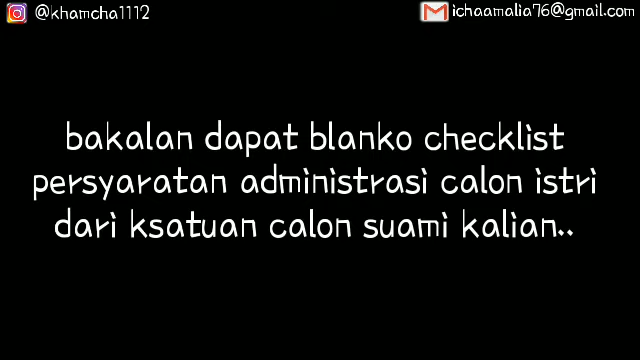 @khamcha1112
ichaamalia76@gmail.com
bakalan dapat blanko checklist
persyaratan administrasi calon istri
dari ksatuan calon suami kalian..